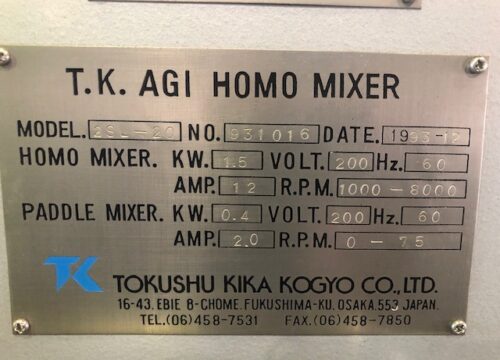 T.K. AGI HOMO MIXER
MODEL. 2SL-20 NO. 931016 DATE. 1993-12
HOMO MIXER. KW. 1.5 VOLT. 200 Hz. 60
AMP. 12 R.P.M. 1000-8000
PADDLE MIXER. KW. 0.4 VOLT. 200 Hz. 60
AMP. 2.0 R.P.M. 0-75
TK TOKUSHU KIKA KOGYO CO., LTD.
16-43. EBIE 8-CHOME. FUKUSHIMA-KU. OSAKA. 553 JAPAN.
TEL. (06) 458-7531 FAX. (06) 458-7850